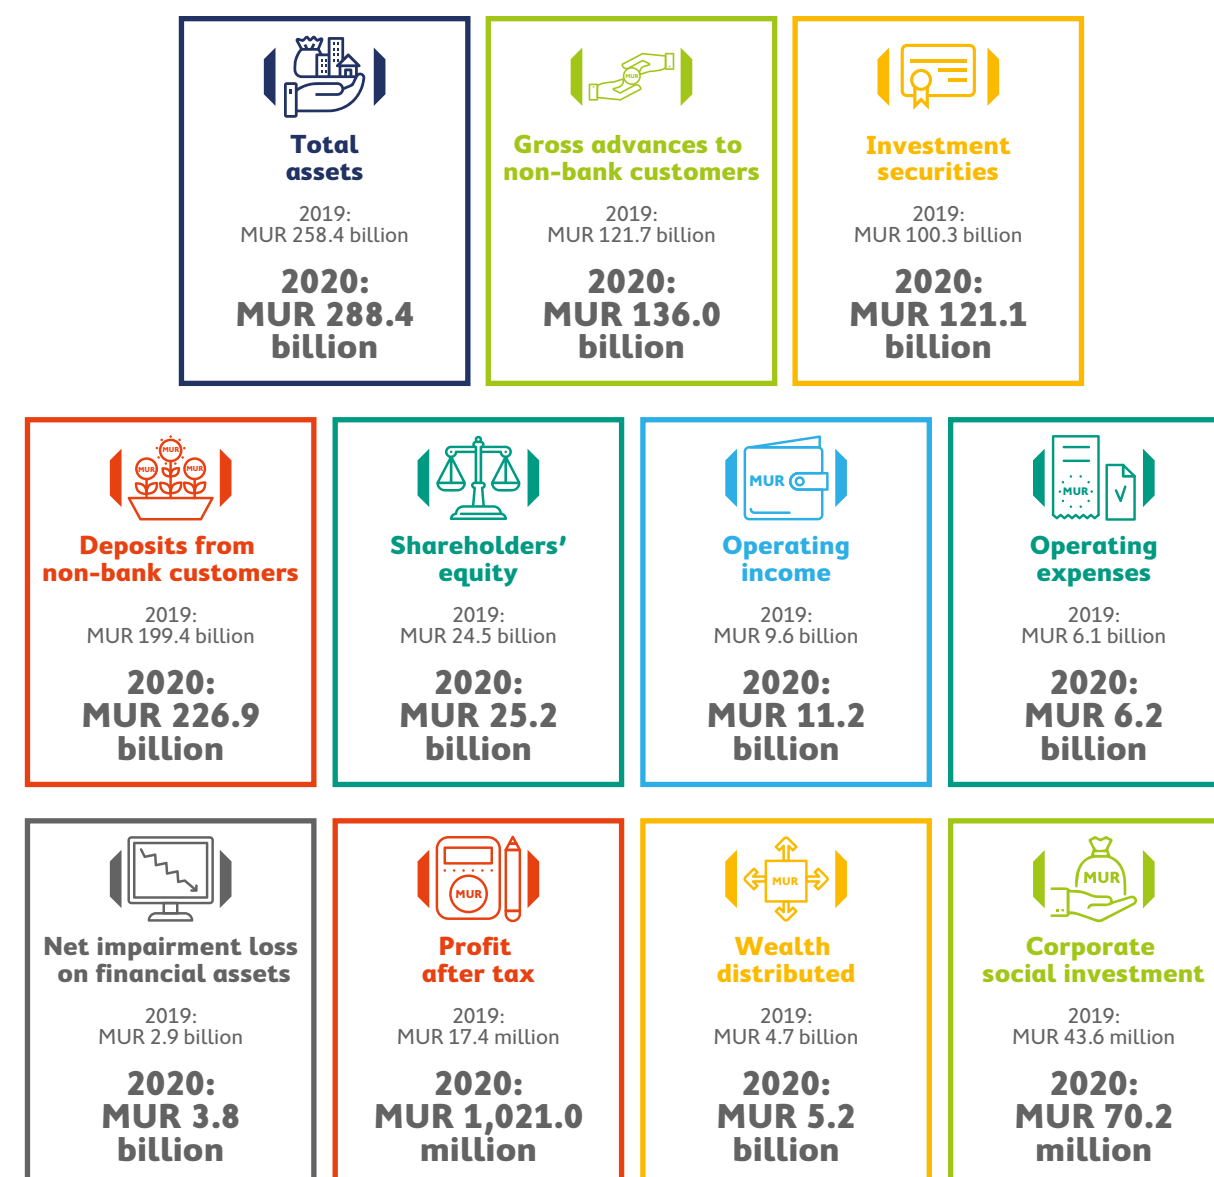 MUR
Total
assets
2019:
MUR 258.4 billion
2020:
MUR 288.4
billion
Gross advances to
non-bank customers
2019:
MUR 121.7 billion
2020:
MUR 136.0
billion
Investment
securities
2019:
MUR 100.3 billion
2020:
MUR 121.1
billion
MUR
MUR
MUR
Deposits from
non-bank customers
2019:
MUR 199.4 billion
2020:
MUR 226.9
billion
Shareholders’
equity
2019:
MUR 24.5 billion
2020:
MUR 25.2
billion
MUR
Operating
income
2019:
MUR 9.6 billion
2020:
MUR 11.2
billion
MUR
Operating
expenses
2019:
MUR 6.1 billion
2020:
MUR 6.2
billion
Net impairment loss
on financial assets
2019:
MUR 2.9 billion
2020:
MUR 3.8
billion
MUR
Profit
after tax
2019:
MUR 17.4 million
2020:
MUR 1,021.0
million
MUR
Wealth
distributed
2019:
MUR 4.7 billion
2020:
MUR 5.2
billion
MUR
Corporate
social investment
2019:
MUR 43.6 million
2020:
MUR 70.2
million